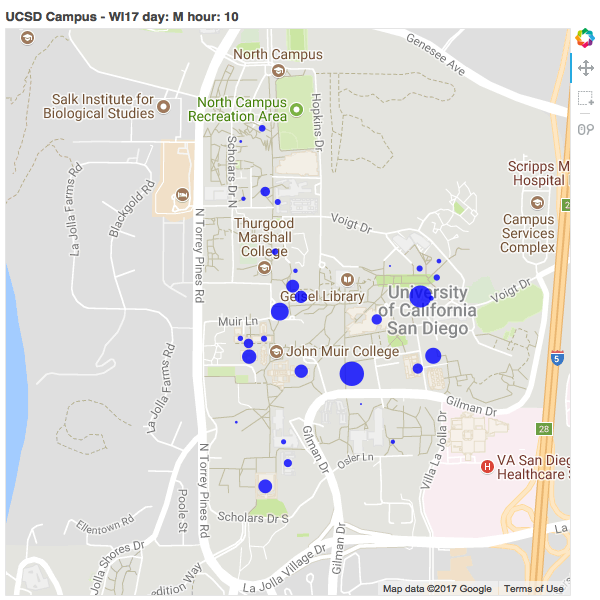 UCSD Campus - WI17 day: M hour: 10
Genesee Ave
North Campus
Salk Institute for
Biological Studies
North Campus
Recreation Area
Hopkins Dr
Scholars Dr N
La Jolla Farms Rd
Blackgold Rd
Scripps M
Hospital
2
Campus
Services
Complex
N Torrey Pines Rd
Voigt Dr
Thurgood
Marshall
College
Geisel Library
University
of California
San Diego
Voigt Dr
Muir Ln
John Muir College
5
La Jolla Farms Rd
Gilman Dr
28
N Torrey Pines Rd
Gilman Dr
Osler Ln
Villa La Jolla Dr
H
VA San Dieg
Healthcare
Poole St
Ellentown Rd
Scholars Dr S
La
La Jolla Shores Dr
Gilman Dr
edition Way
La Jolla Village Dr
Map data ©2017 Google
Terms of Use